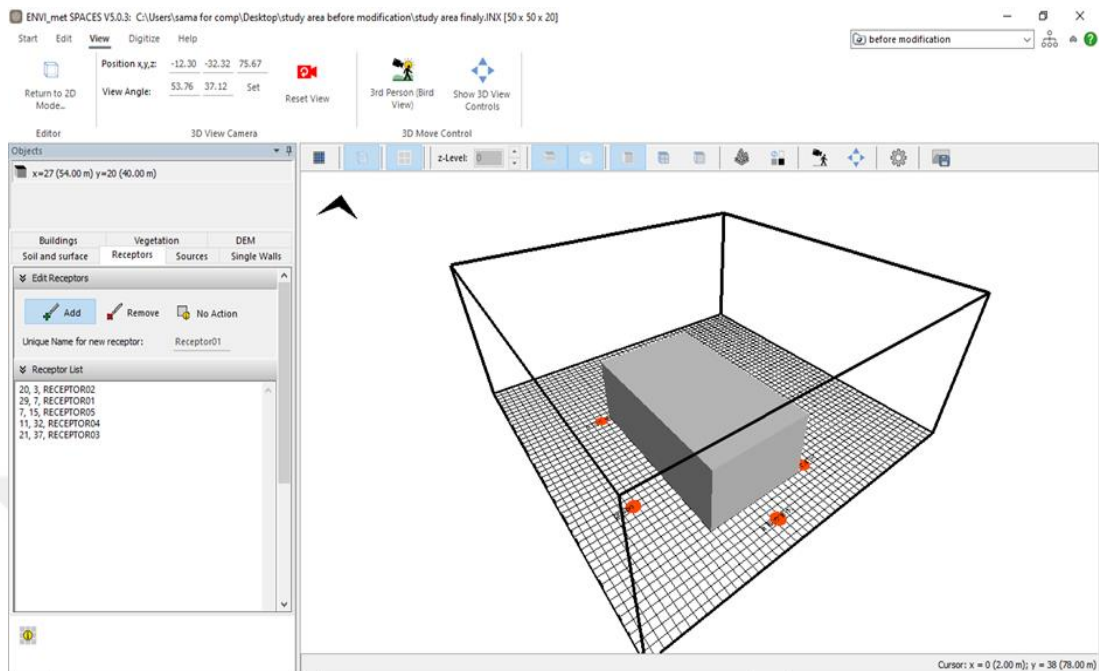 ENVI_met SPACES V5.0.3: C:\Users\sama for comp\Desktop\study area before modification\study area finaly.INX [50 x 50 x 20]
Start Edit View Digitize Help
before modification
Position x,y,z: -12.30 -32.32 75.67
View Angle: 53.76 37.12 Set
Return to 2D Mode...
Reset View
3rd Person (Bird View)
Show 3D View Controls
Editor
3D View Camera
3D Move Control
Objects
z-Level: 0
x=27 (54.00 m) y=20 (40.00 m)
Buildings Vegetation DEM
Soil and surface Receptors Sources Single Walls
Edit Receptors
Add Remove No Action
Unique Name for new receptor: Receptor01
Receptor List
20, 3, RECEPTOR02
29, 7, RECEPTOR01
7, 15, RECEPTOR05
11, 32, RECEPTOR04
21, 37, RECEPTOR03
Cursor: x = 0 (2.00 m); y = 38 (78.00 m)